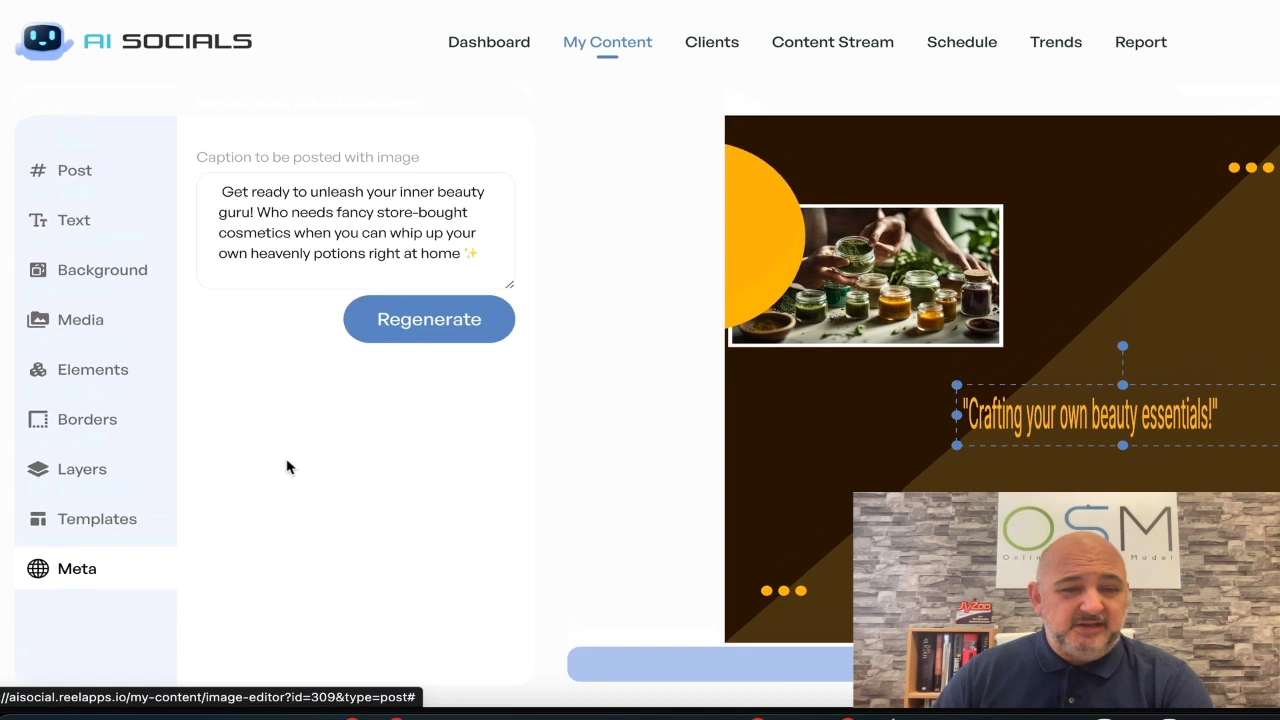 AI SOCIALS
Dashboard
My Content
Clients
Content Stream
Schedule
Trends
Report
Post
Text
Background
Media
Elements
Borders
Layers
Templates
Meta
Caption to be posted with image
Get ready to unleash your inner beauty
guru! Who needs fancy store-bought
cosmetics when you can whip up your
own heavenly potions right at home ✨
Regenerate
"Crafting your own beauty essentials!"
OSM
JVZoo
//aisocial.reelapps.io/my-content/image-editor?id=309&type=post#